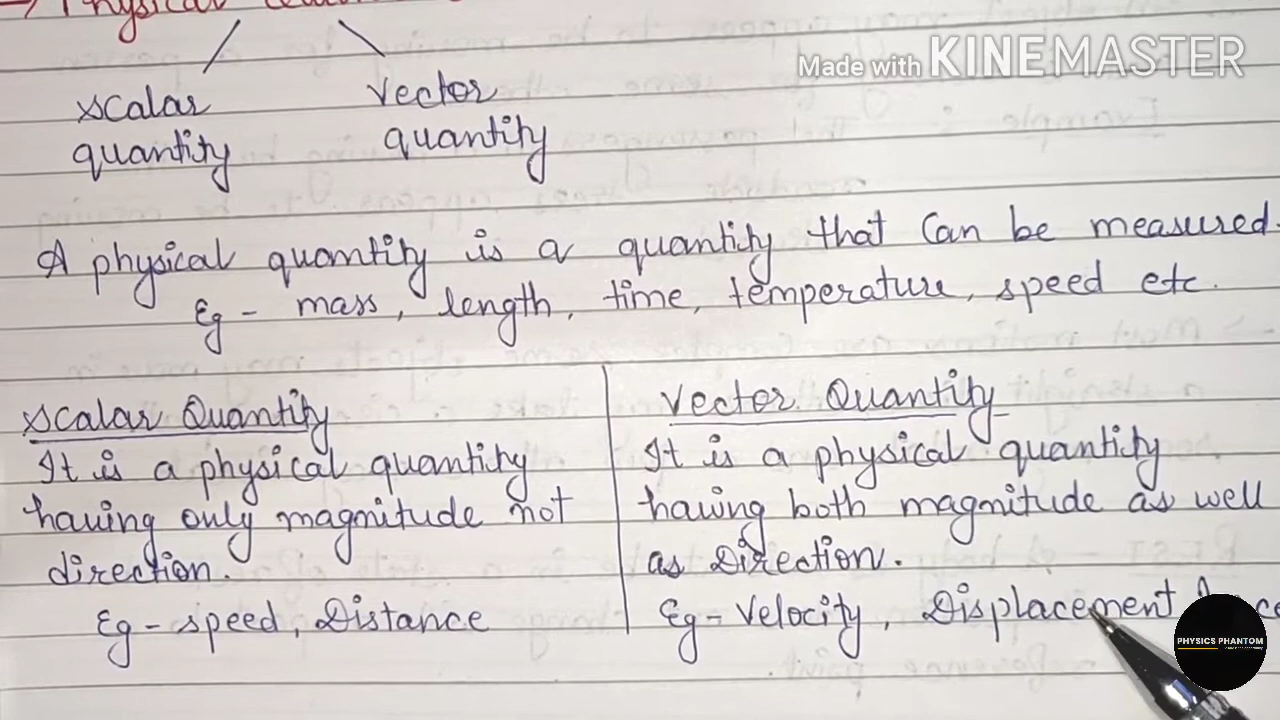 → Physical
Made with KINEMASTER
scalar
quantity
Vector
quantity
A physical quantity is a quantity that can be measured.
Eg - mass, length, time, temperature, speed etc.
Scalar Quantity
It is a physical quantity
having only magnitude not
direction.
Eg - speed, Distance
Vector Quantity
It is a physical quantity
having both magnitude as well
as Direction.
Eg - Velocity, Displacement
PHYSICS PHANTOM